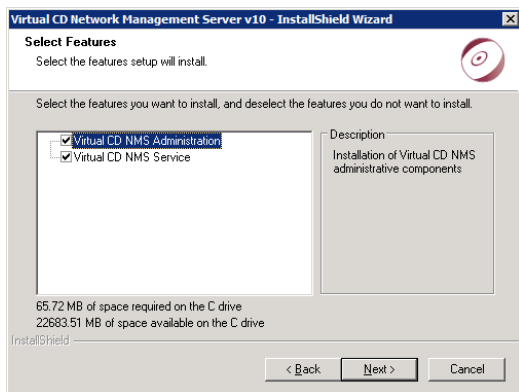 Virtual CD Network Management Server v10 - InstallShield Wizard
Select Features
Select the features setup will install.
Select the features you want to install, and deselect the features you do not want to install.
Virtual CD NMS Administration
Virtual CD NMS Service
Description
Installation of Virtual CD NMS
administrative components
65.72 MB of space required on the C drive
22683.51 MB of space available on the C drive
InstallShield
< Back
Next >
Cancel